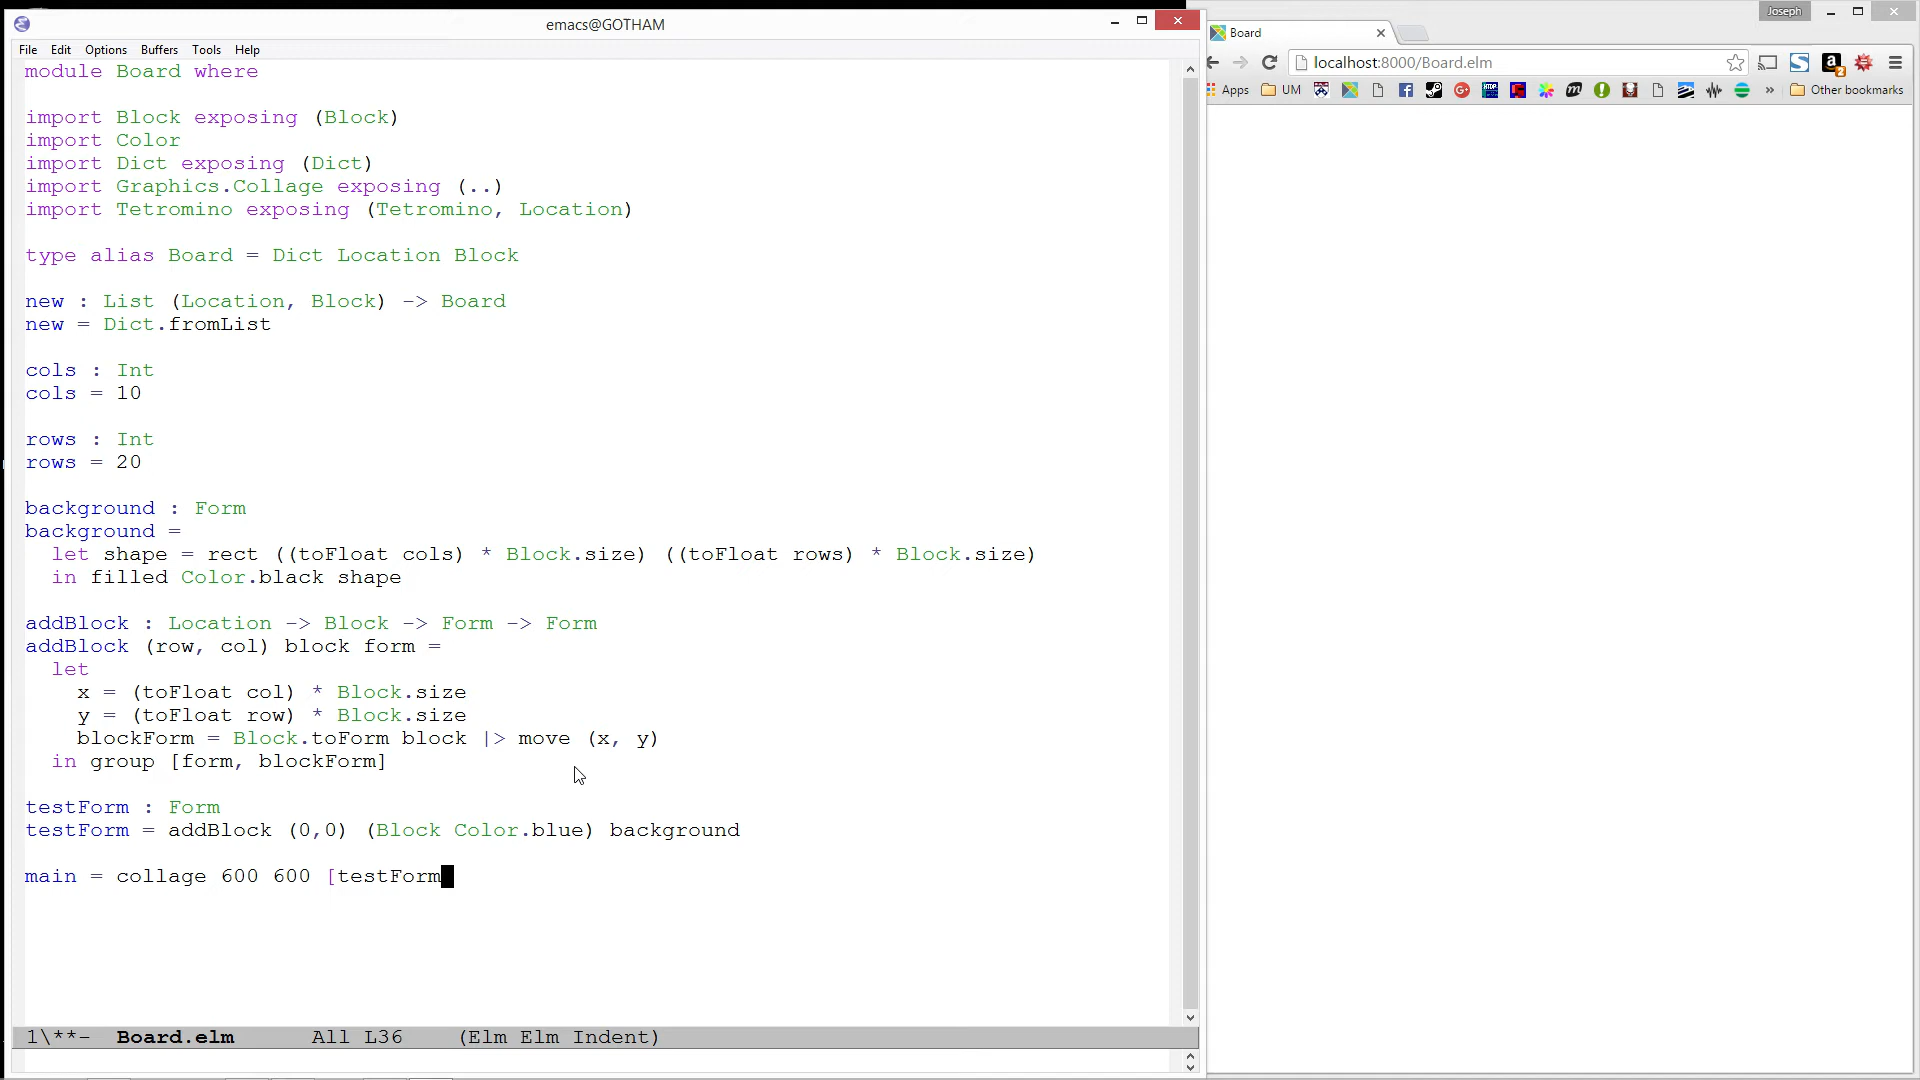 emacs@GOTHAM
File Edit Options Buffers Tools Help
module Board where
import Block exposing (Block)
import Color
import Dict exposing (Dict)
import Graphics.Collage exposing (..)
import Tetromino exposing (Tetromino, Location)
type alias Board = Dict Location Block
new : List (Location, Block) -> Board
new = Dict.fromList
cols : Int
cols = 10
rows : Int
rows = 20
background : Form
background =
  let shape = rect ((toFloat cols) * Block.size) ((toFloat rows) * Block.size)
  in filled Color.black shape
addBlock : Location -> Block -> Form -> Form
addBlock (row, col) block form =
  let
    x = (toFloat col) * Block.size
    y = (toFloat row) * Block.size
    blockForm = Block.toForm block |> move (x, y)
  in group [form, blockForm]
testForm : Form
testForm = addBlock (0,0) (Block Color.blue) background
main = collage 600 600 [testForm
1\**- Board.elm All L36 (Elm Elm Indent)
Joseph
Board
localhost:8000/Board.elm
Apps UM » Other bookmarks